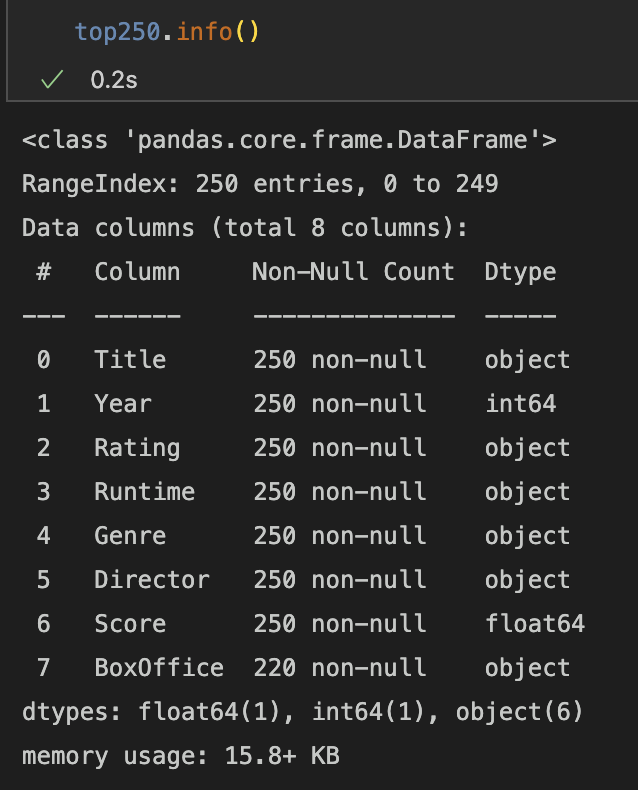 top250.info()
✓ 0.2s
<class 'pandas.core.frame.DataFrame'>
RangeIndex: 250 entries, 0 to 249
Data columns (total 8 columns):
 #   Column     Non-Null Count  Dtype
---  ------     --------------  -----
 0   Title      250 non-null    object
 1   Year       250 non-null    int64
 2   Rating     250 non-null    object
 3   Runtime    250 non-null    object
 4   Genre      250 non-null    object
 5   Director   250 non-null    object
 6   Score      250 non-null    float64
 7   BoxOffice  220 non-null    object
dtypes: float64(1), int64(1), object(6)
memory usage: 15.8+ KB